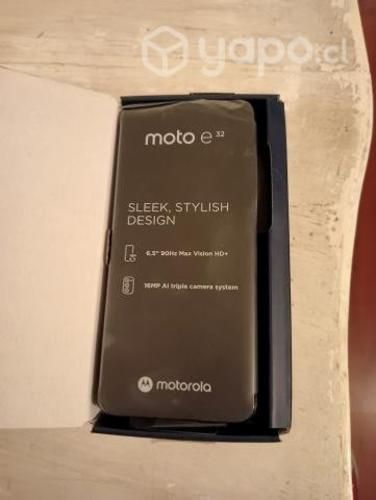 yapo.cl
moto e32
SLEEK, STYLISH
DESIGN
6.5" 90Hz Max Vision HD+
16MP AI triple camera system
motorola